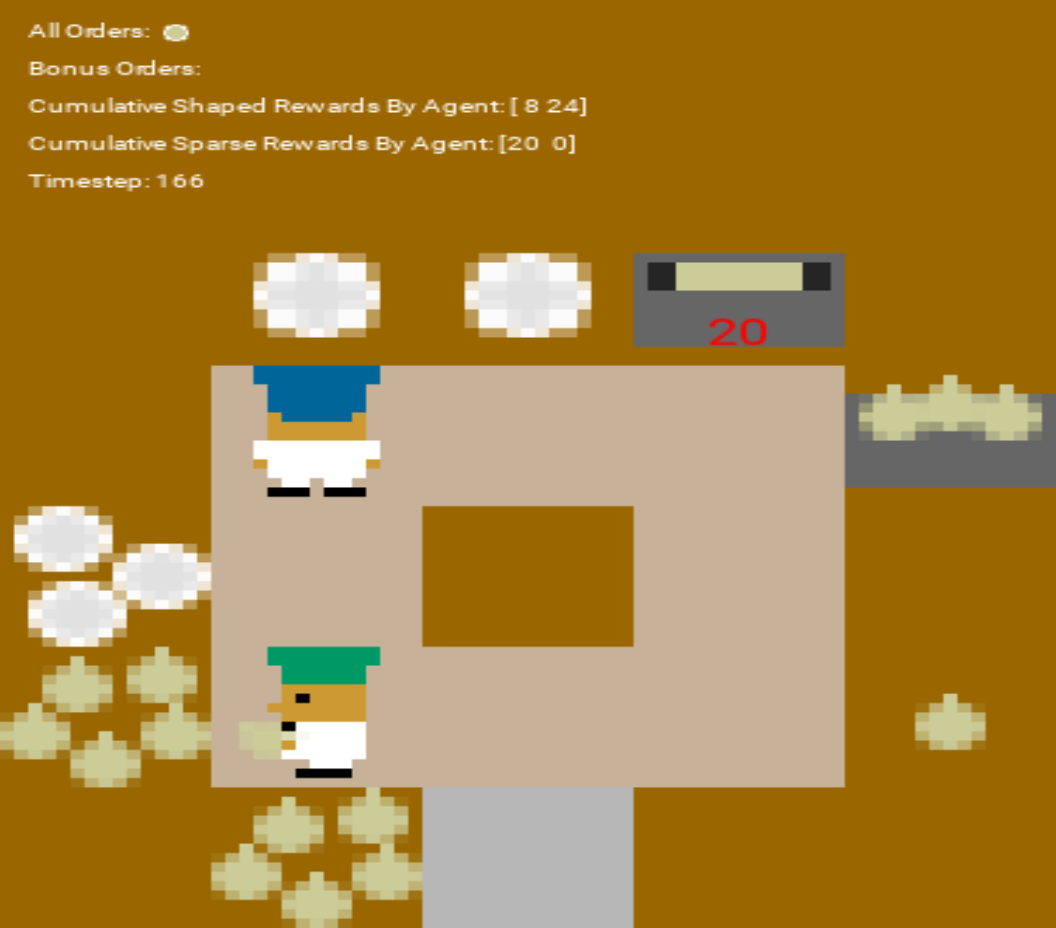 All Orders:
Bonus Orders:
Cumulative Shaped Rewards By Agent: [ 8 24]
Cumulative Sparse Rewards By Agent: [20  0]
Timestep: 166
20